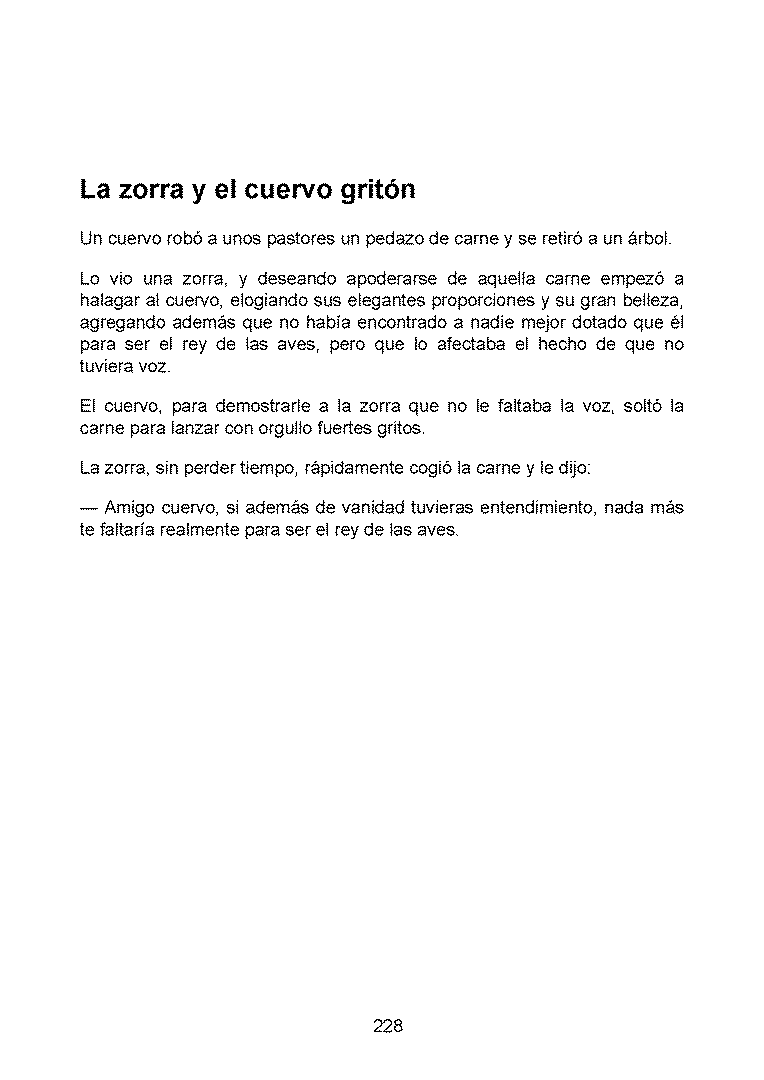 La zorra y el cuervo gritón
Un cuervo robó a unos pastores un pedazo de carne y se retiró a un árbol.
Lo vio una zorra, y deseando apoderarse de aquella carne empezó a
halagar al cuervo, elogiando sus elegantes proporciones y su gran belleza,
agregando además que no había encontrado a nadie mejor dotado que él
para ser el rey de las aves, pero que lo afectaba el hecho de que no
tuviera voz.
El cuervo, para demostrarle a la zorra que no le faltaba la voz, soltó la
carne para lanzar con orgullo fuertes gritos.
La zorra, sin perder tiempo, rápidamente cogió la carne y le dijo:
— Amigo cuervo, si además de vanidad tuvieras entendimiento, nada más
te faltaría realmente para ser el rey de las aves.
228